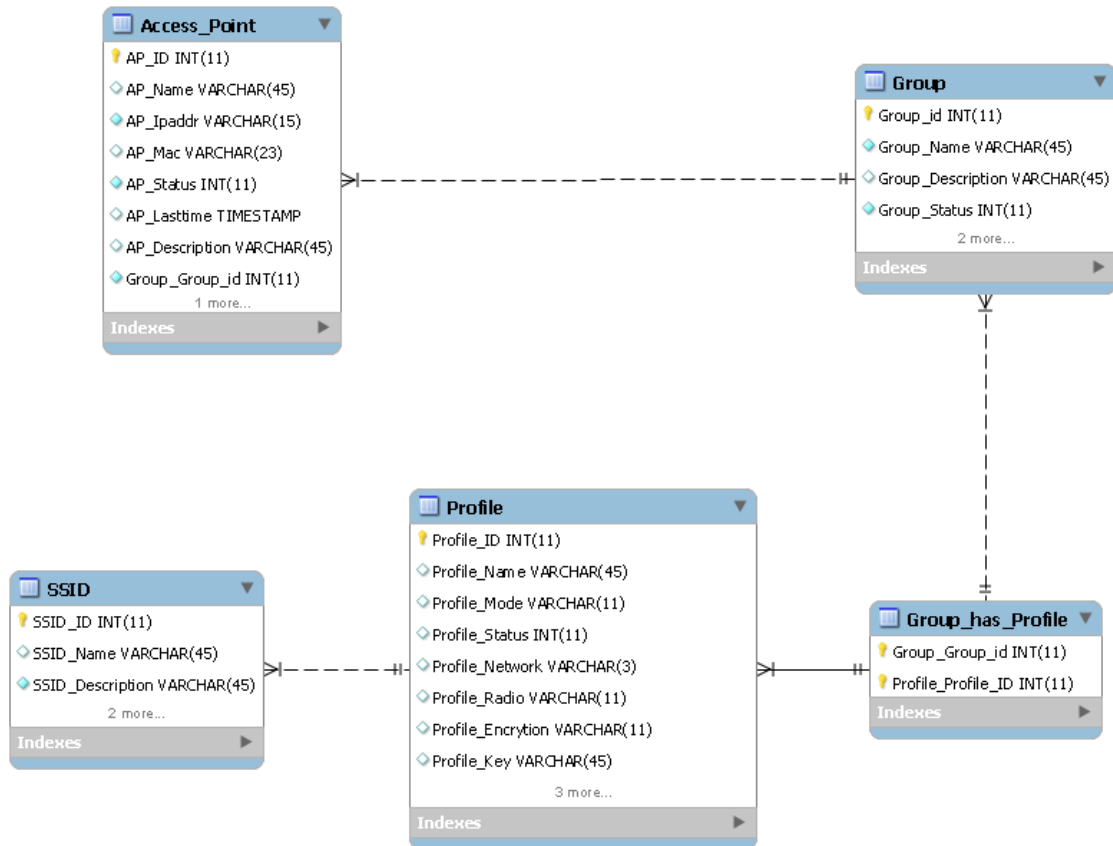 Access_Point
AP_ID INT(11)
AP_Name VARCHAR(45)
AP_Ipaddr VARCHAR(15)
AP_Mac VARCHAR(23)
AP_Status INT(11)
AP_Lasttime TIMESTAMP
AP_Description VARCHAR(45)
Group_Group_id INT(11)
1 more...
Indexes
Group
Group_id INT(11)
Group_Name VARCHAR(45)
Group_Description VARCHAR(45)
Group_Status INT(11)
2 more...
Indexes
SSID
SSID_ID INT(11)
SSID_Name VARCHAR(45)
SSID_Description VARCHAR(45)
2 more...
Indexes
Profile
Profile_ID INT(11)
Profile_Name VARCHAR(45)
Profile_Mode VARCHAR(11)
Profile_Status INT(11)
Profile_Network VARCHAR(3)
Profile_Radio VARCHAR(11)
Profile_Encrytion VARCHAR(11)
Profile_Key VARCHAR(45)
3 more...
Indexes
Group_has_Profile
Group_Group_id INT(11)
Profile_Profile_ID INT(11)
Indexes